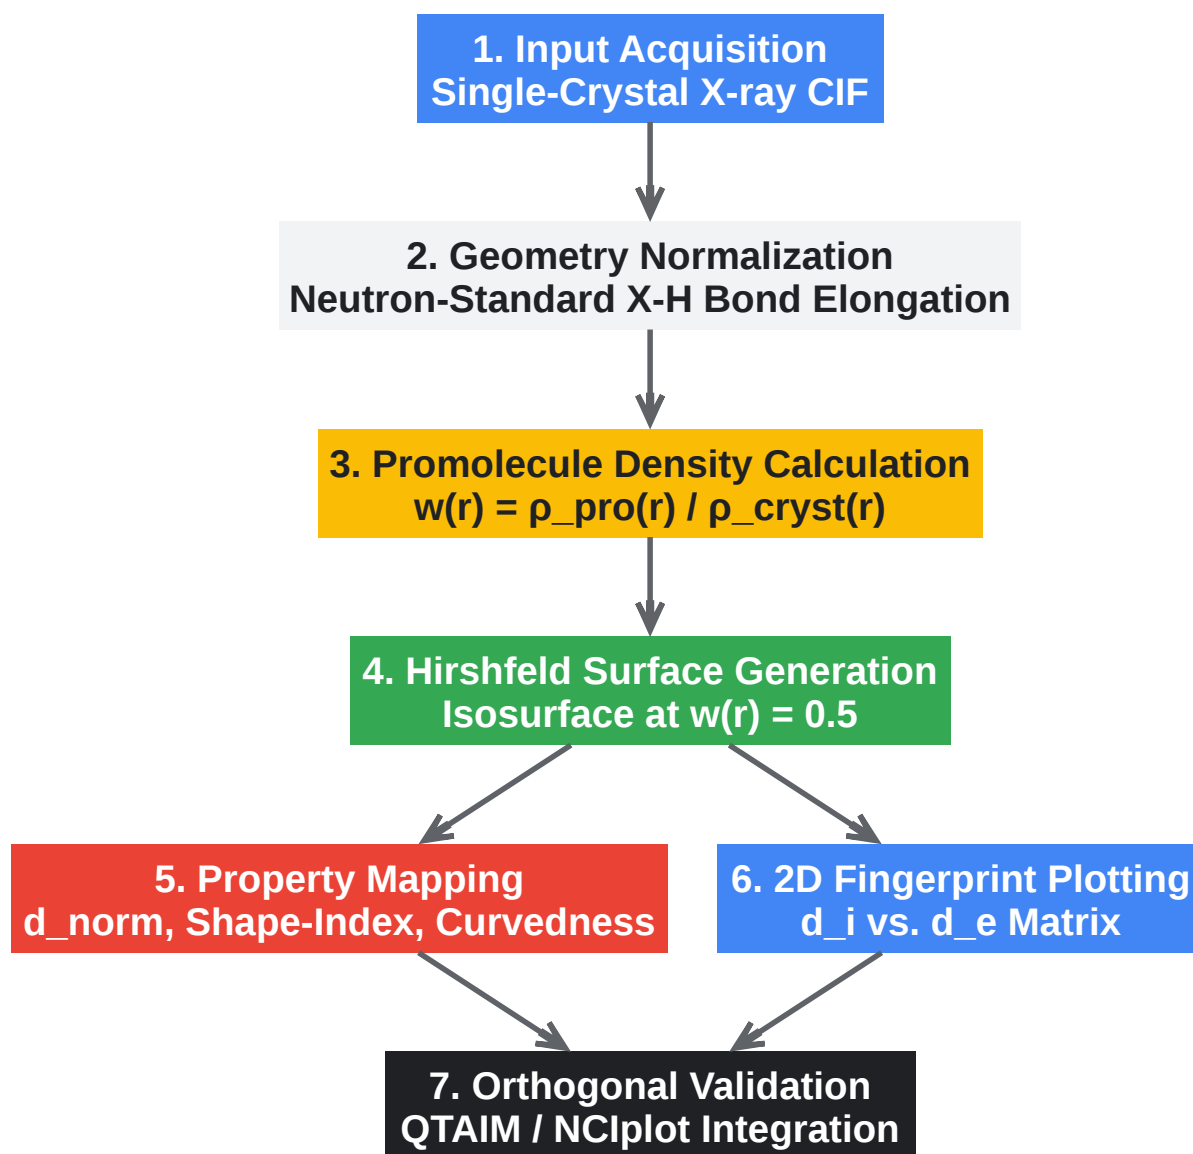 1. Input Acquisition
Single-Crystal X-ray CIF
2. Geometry Normalization
Neutron-Standard X-H Bond Elongation
3. Promolecule Density Calculation
w(r) = ρ_pro(r) / ρ_cryst(r)
4. Hirshfeld Surface Generation
Isosurface at w(r) = 0.5
5. Property Mapping
d_norm, Shape-Index, Curvedness
6. 2D Fingerprint Plotting
d_i vs. d_e Matrix
7. Orthogonal Validation
QTAIM / NCIplot Integration